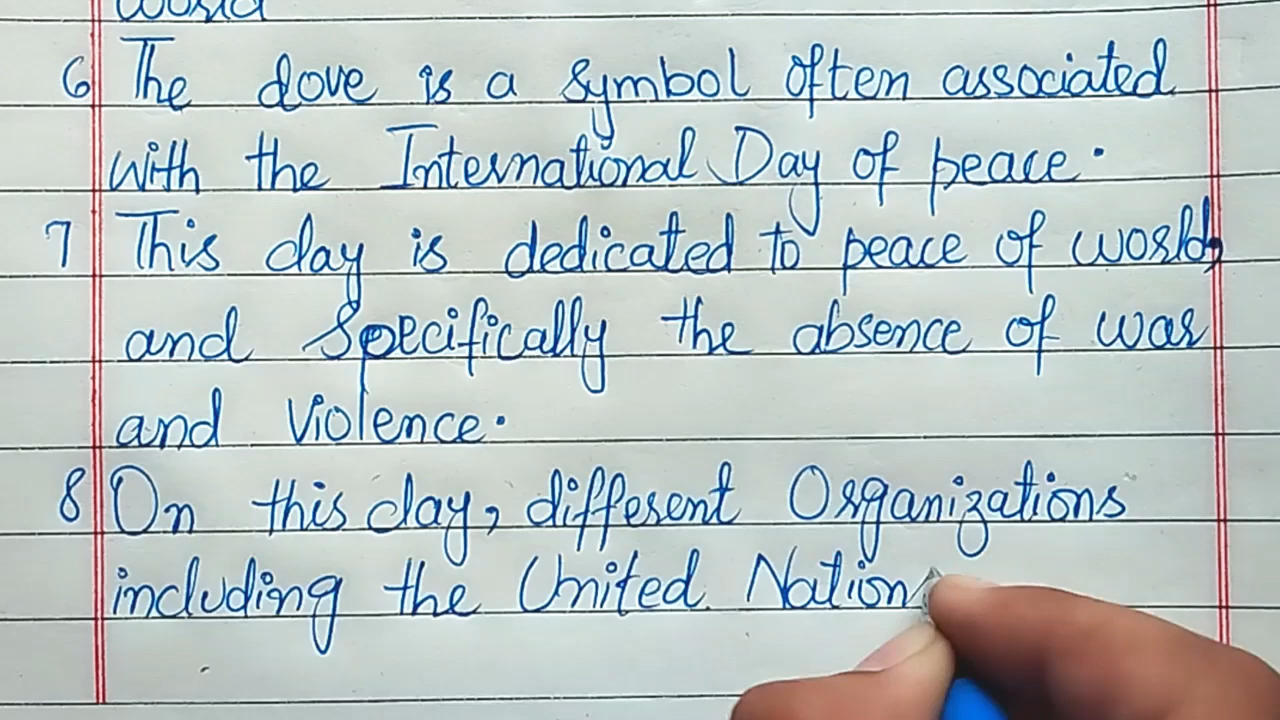 world
6 The dove is a symbol often associated
with the International Day of peace.
7 This day is dedicated to peace of world,
and specifically the absence of war
and violence.
8 On this day, different Organizations
including the United Nation